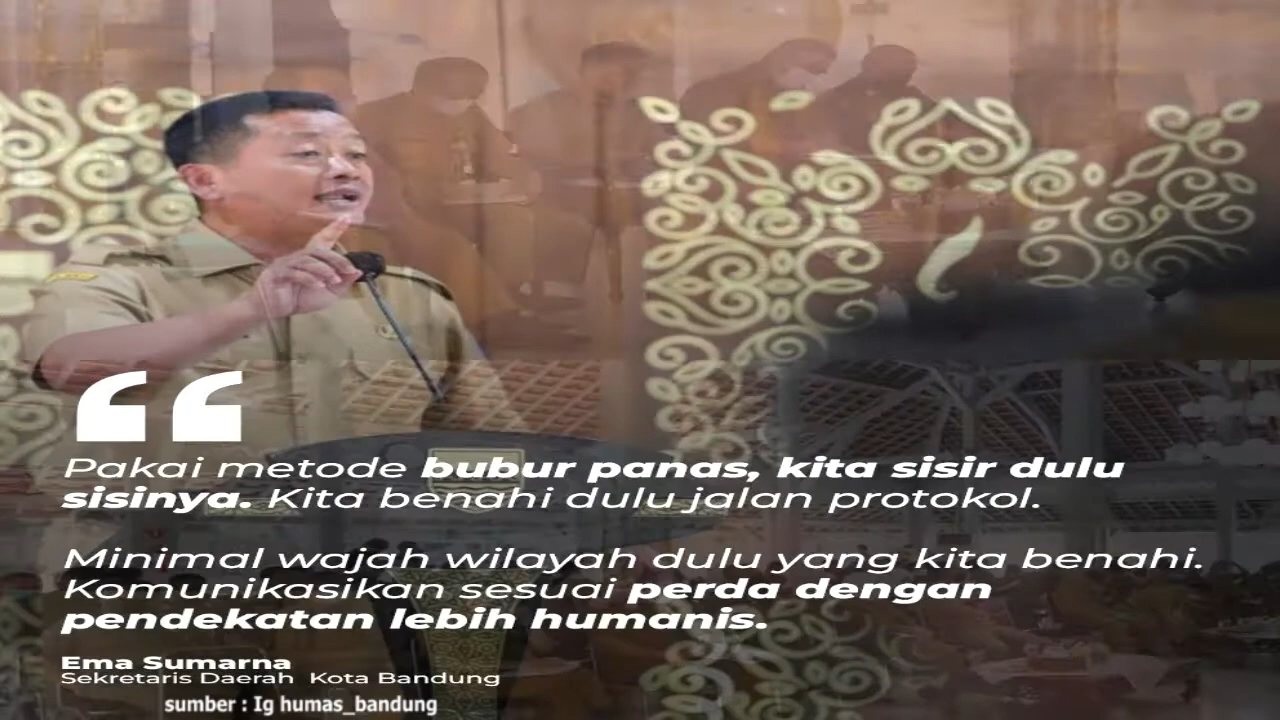 “
Pakai metode bubur panas, kita sisir dulu
sisinya. Kita benahi dulu jalan protokol.
Minimal wajah wilayah dulu yang kita benahi.
Komunikasikan sesuai perda dengan
pendekatan lebih humanis.
Ema Sumarna
Sekretaris Daerah Kota Bandung
sumber : Ig humas_bandung